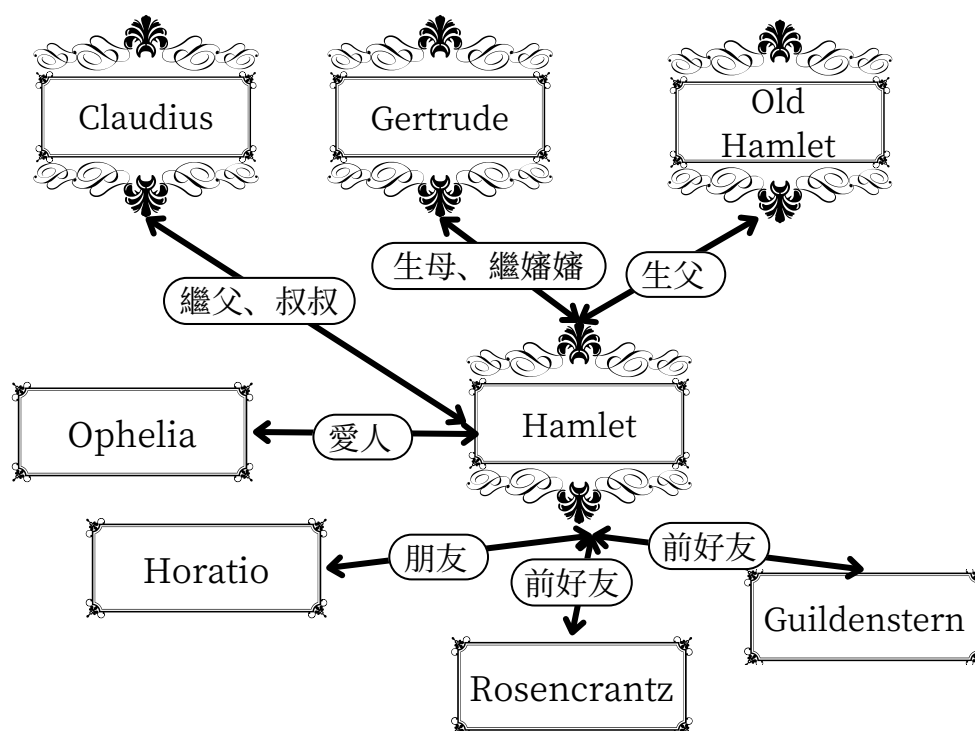 Claudius
Gertrude
Old
Hamlet
生母、繼嬸嬸
生父
繼父、叔叔
Hamlet
Ophelia
愛人
朋友
前好友
前好友
Horatio
Guildenstern
Rosencrantz